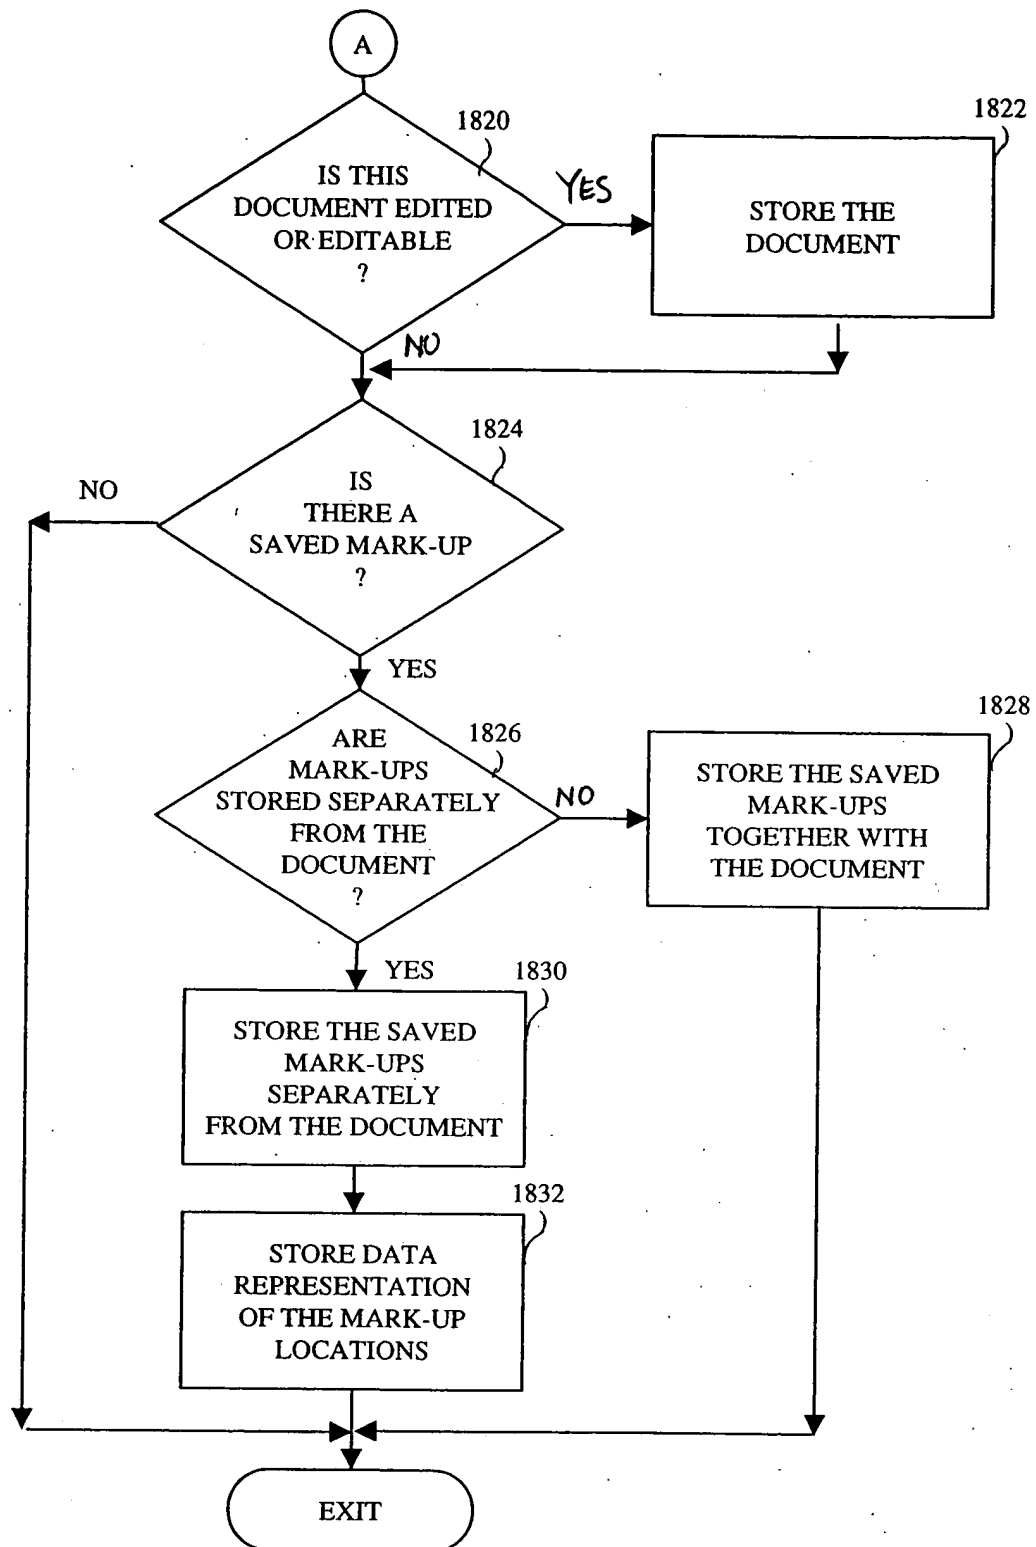 A
1820
IS THIS
DOCUMENT EDITED
OR EDITABLE
?
YES
1822
STORE THE
DOCUMENT
NO
1824
IS
THERE A
SAVED MARK-UP
?
NO
YES
1826
ARE
MARK-UPS
STORED SEPARATELY
FROM THE
DOCUMENT
?
NO
1828
STORE THE SAVED
MARK-UPS
TOGETHER WITH
THE DOCUMENT
YES
1830
STORE THE SAVED
MARK-UPS
SEPARATELY
FROM THE DOCUMENT
1832
STORE DATA
REPRESENTATION
OF THE MARK-UP
LOCATIONS
EXIT